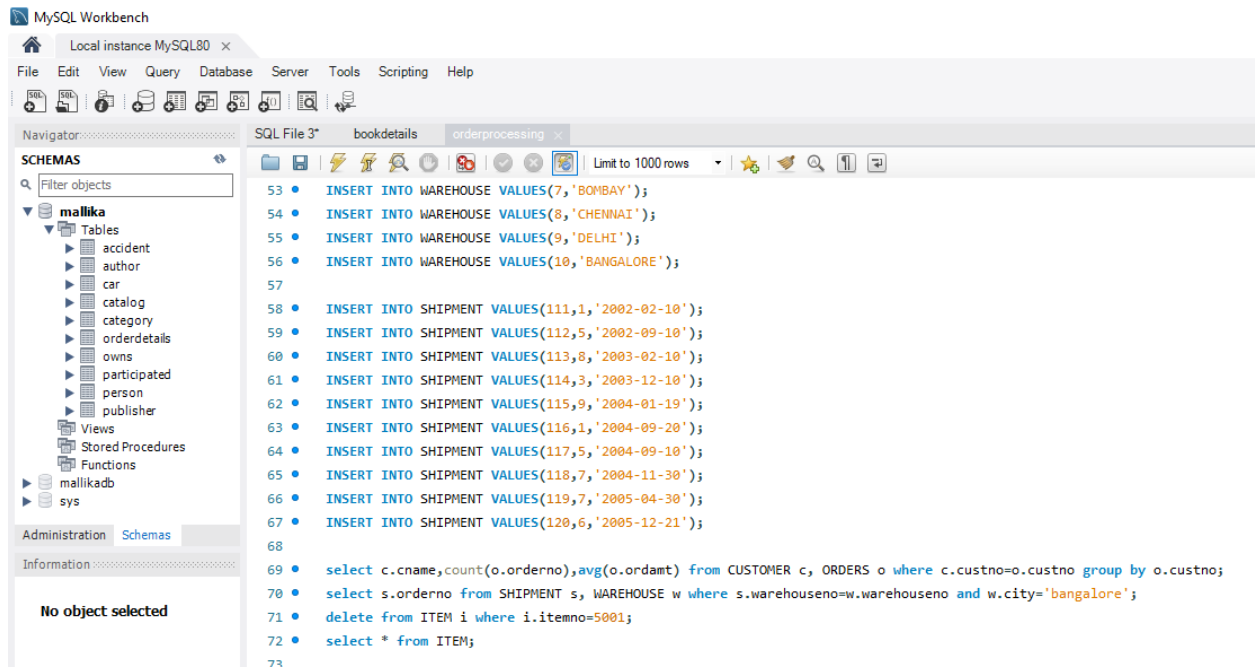 MySQL Workbench
Local instance MySQL80 ×
File Edit View Query Database Server Tools Scripting Help
Navigator
SCHEMAS
Filter objects
mallika
Tables
accident
author
car
catalog
category
orderdetails
owns
participated
person
publisher
Views
Stored Procedures
Functions
mallikadb
sys
Administration Schemas
Information
No object selected
SQL File 3* bookdetails orderprocessing ×
Limit to 1000 rows
53 INSERT INTO WAREHOUSE VALUES(7,'BOMBAY');
54 INSERT INTO WAREHOUSE VALUES(8,'CHENNAI');
55 INSERT INTO WAREHOUSE VALUES(9,'DELHI');
56 INSERT INTO WAREHOUSE VALUES(10,'BANGALORE');
57
58 INSERT INTO SHIPMENT VALUES(111,1,'2002-02-10');
59 INSERT INTO SHIPMENT VALUES(112,5,'2002-09-10');
60 INSERT INTO SHIPMENT VALUES(113,8,'2003-02-10');
61 INSERT INTO SHIPMENT VALUES(114,3,'2003-12-10');
62 INSERT INTO SHIPMENT VALUES(115,9,'2004-01-19');
63 INSERT INTO SHIPMENT VALUES(116,1,'2004-09-20');
64 INSERT INTO SHIPMENT VALUES(117,5,'2004-09-10');
65 INSERT INTO SHIPMENT VALUES(118,7,'2004-11-30');
66 INSERT INTO SHIPMENT VALUES(119,7,'2005-04-30');
67 INSERT INTO SHIPMENT VALUES(120,6,'2005-12-21');
68
69 select c.cname,count(o.orderno),avg(o.ordamt) from CUSTOMER c, ORDERS o where c.custno=o.custno group by o.custno;
70 select s.orderno from SHIPMENT s, WAREHOUSE w where s.warehouseno=w.warehouseno and w.city='bangalore';
71 delete from ITEM i where i.itemno=5001;
72 select * from ITEM;
73